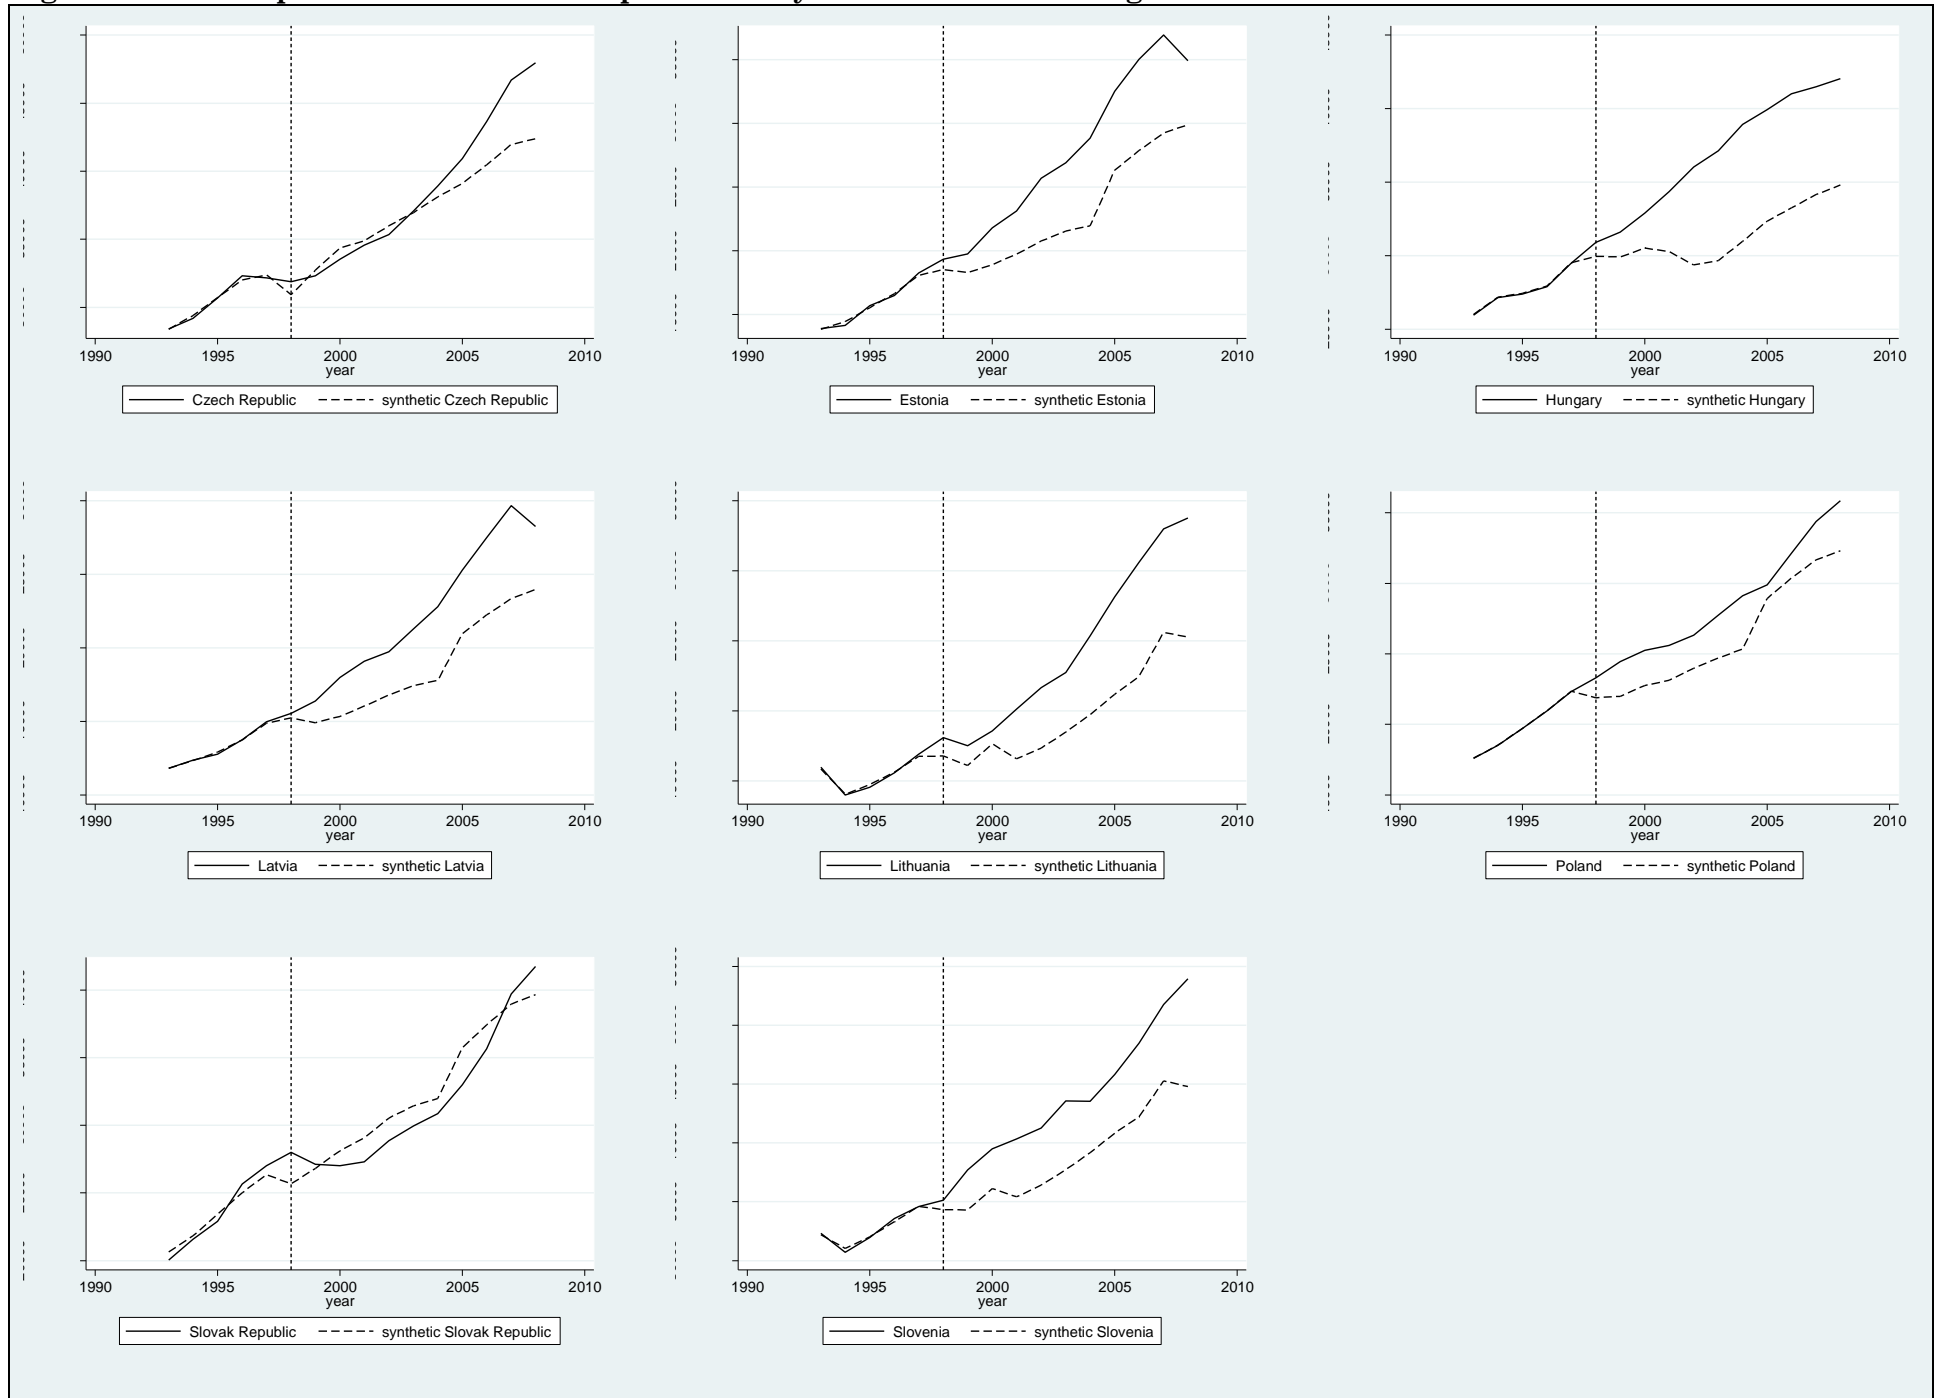 1990 1995 2000 2005 2010
year
Czech Republic synthetic Czech Republic
1990 1995 2000 2005 2010
year
Estonia synthetic Estonia
1990 1995 2000 2005 2010
year
Hungary synthetic Hungary
1990 1995 2000 2005 2010
year
Latvia synthetic Latvia
1990 1995 2000 2005 2010
year
Lithuania synthetic Lithuania
1990 1995 2000 2005 2010
year
Poland synthetic Poland
1990 1995 2000 2005 2010
year
Slovak Republic synthetic Slovak Republic
1990 1995 2000 2005 2010
year
Slovenia synthetic Slovenia